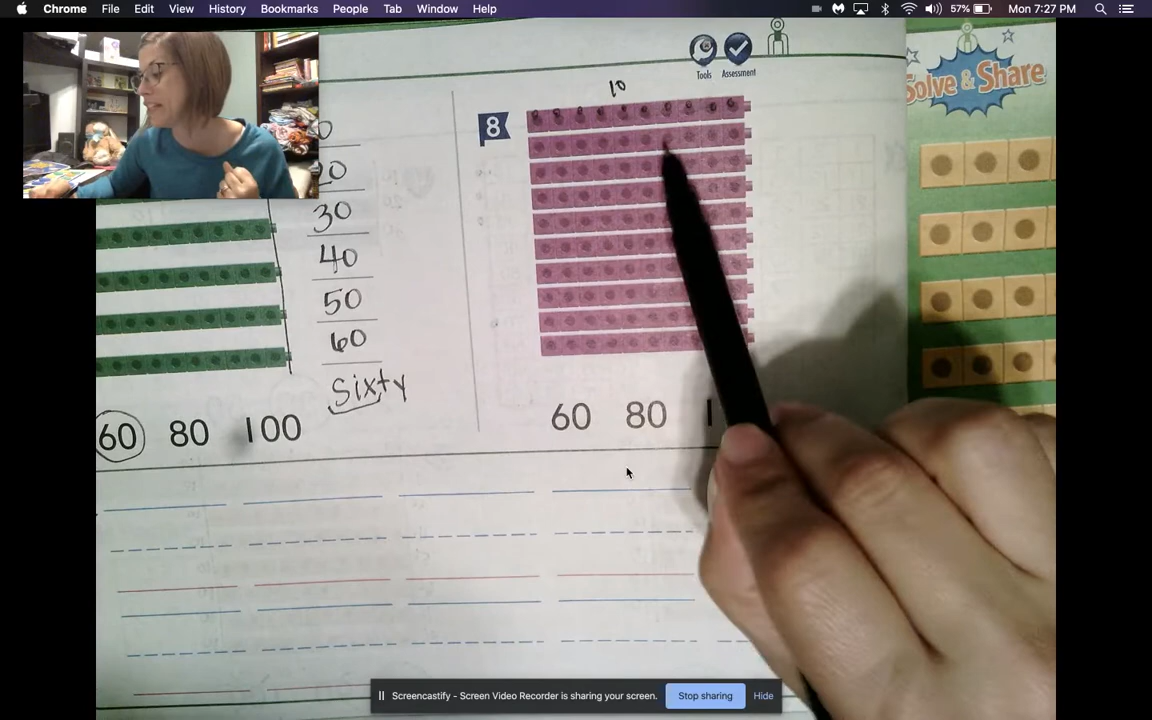 Chrome File Edit View History Bookmarks People Tab Window Help
57% Mon 7:27 PM
Tools Assessment
Solve & Share
10
8
20
30
40
50
60
Sixty
60 80 100
60 80
Screencastify - Screen Video Recorder is sharing your screen. Stop sharing Hide